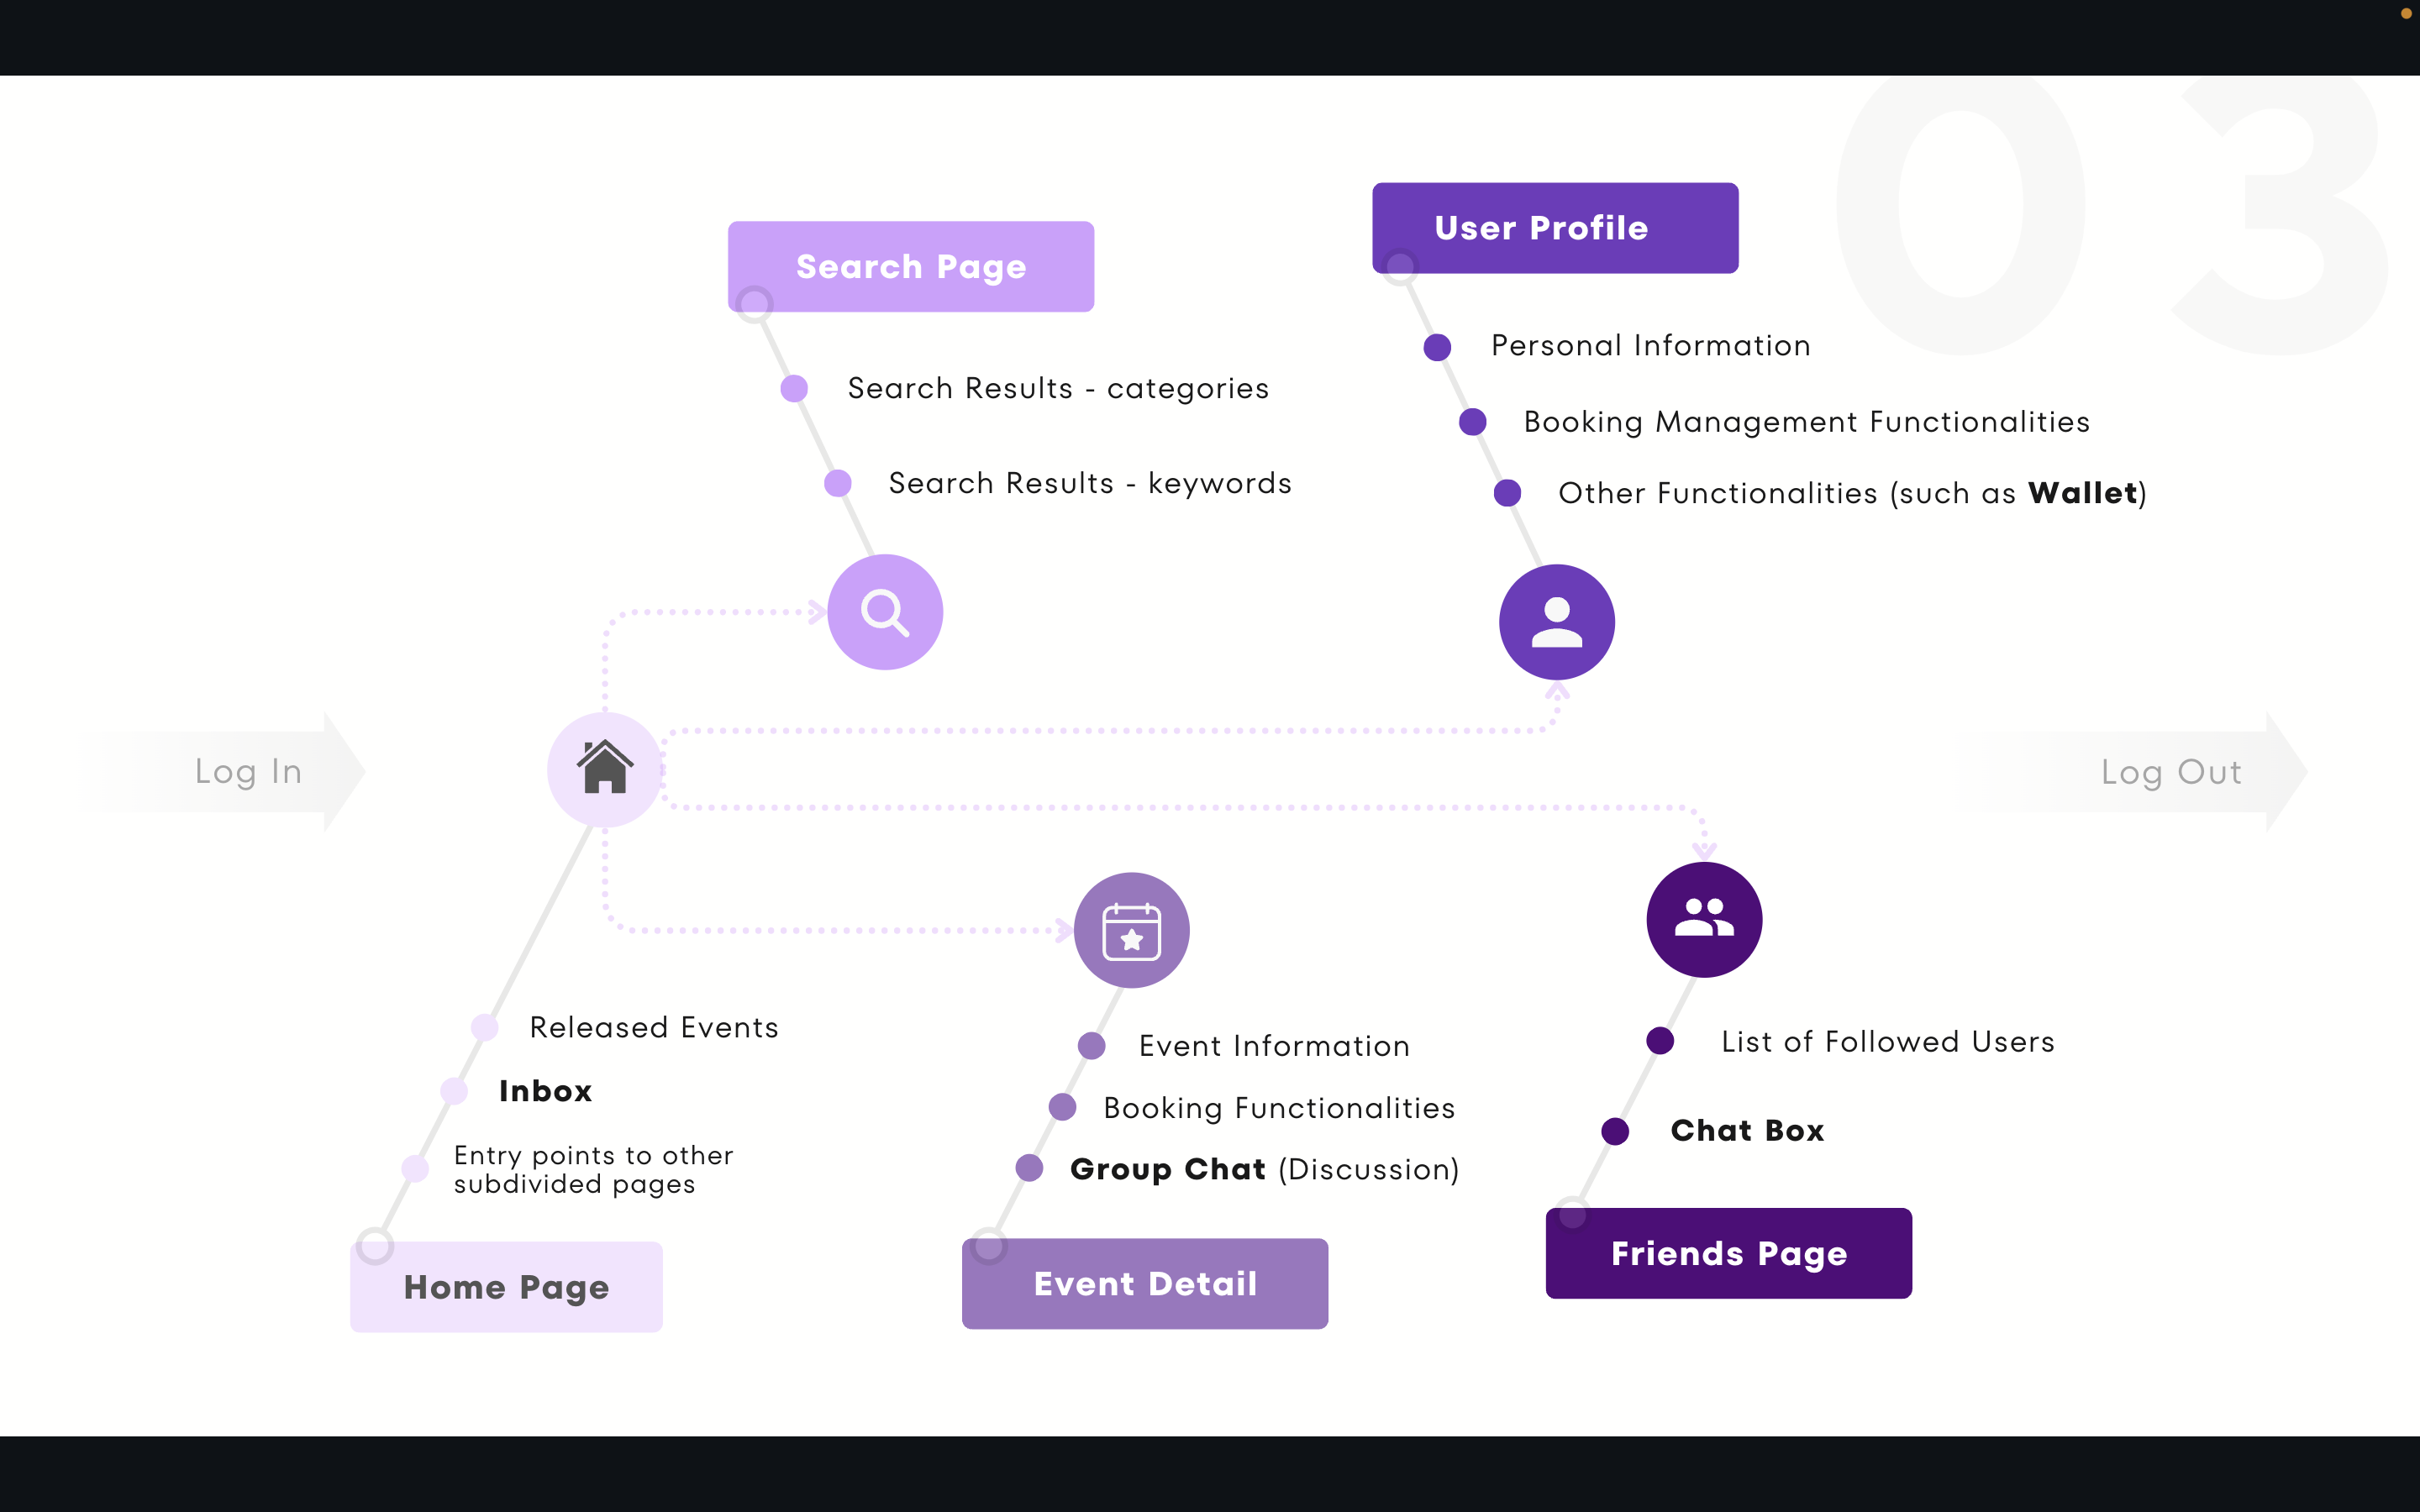 03
User Profile
Search Page
Personal Information
Search Results - categories
Booking Management Functionalities
Search Results - keywords
Other Functionalities (such as Wallet)
Log In
Log Out
Released Events
Inbox
Entry points to other
subdivided pages
Home Page
Event Information
Booking Functionalities
Group Chat (Discussion)
Event Detail
List of Followed Users
Chat Box
Friends Page